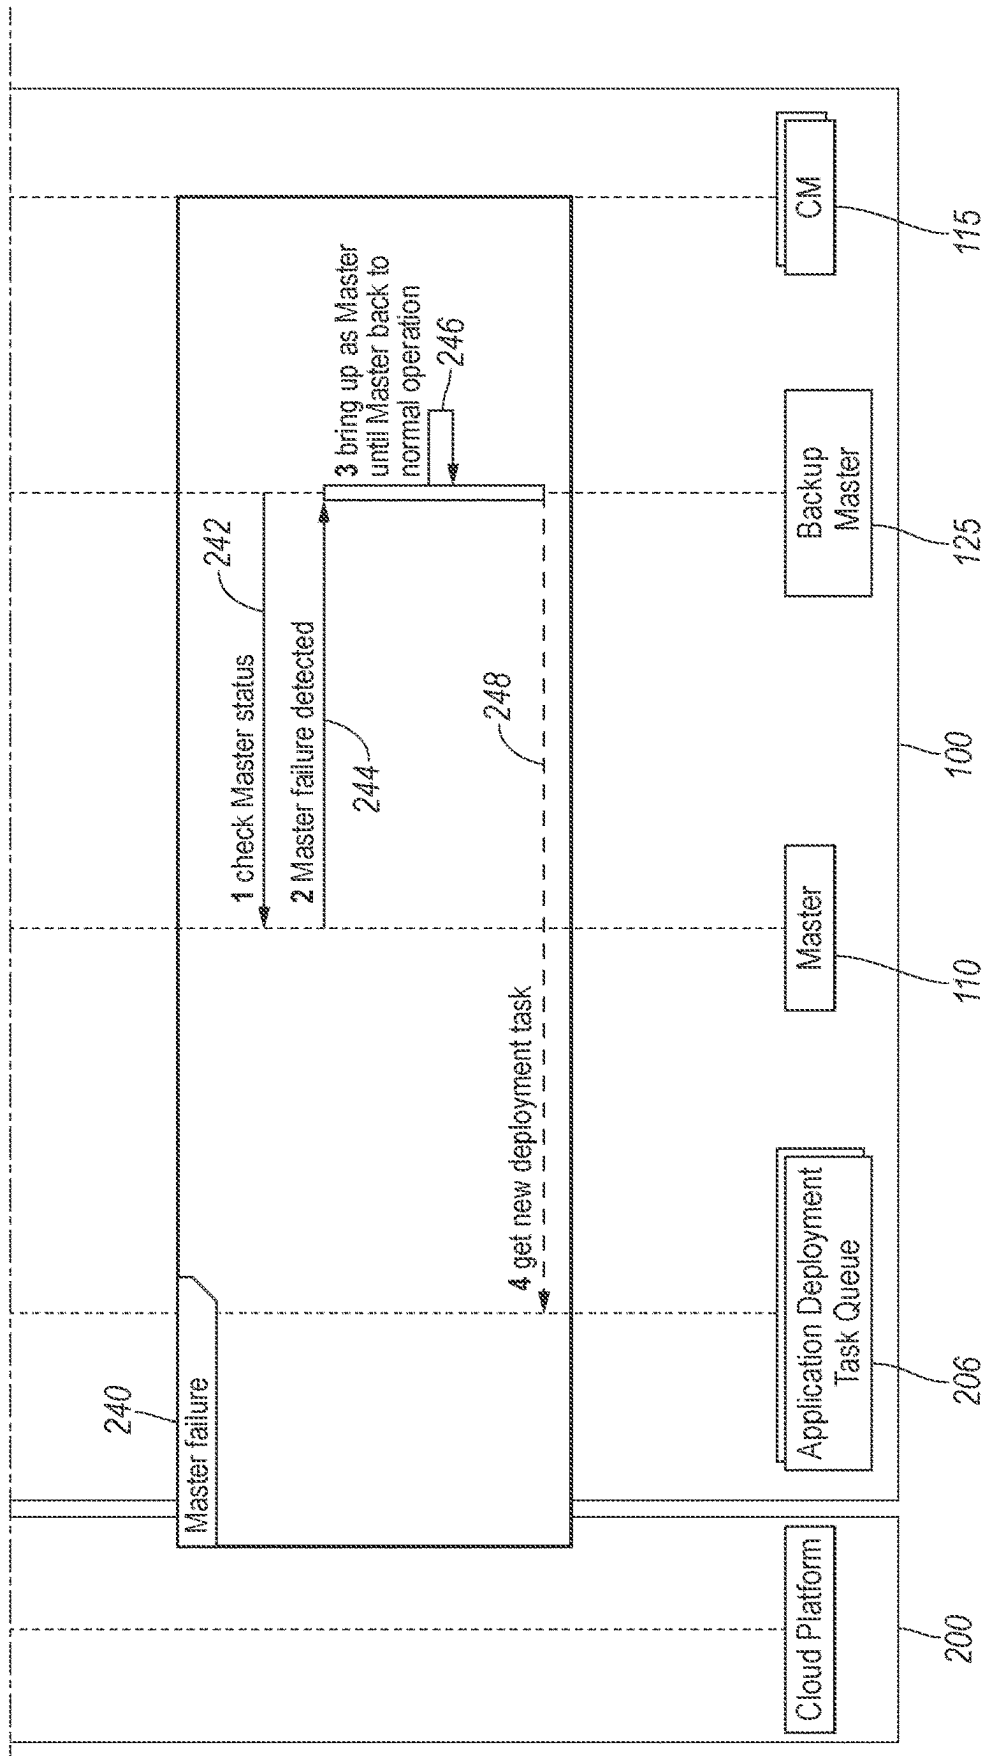 240
Master failure
1 check Master status
242
2 Master failure detected
244
3 bring up as Master
until Master back to
normal operation
246
4 get new deployment task
248
Cloud Platform
Application Deployment
Task Queue
Master
Backup
Master
CM
200
206
110
100
125
115